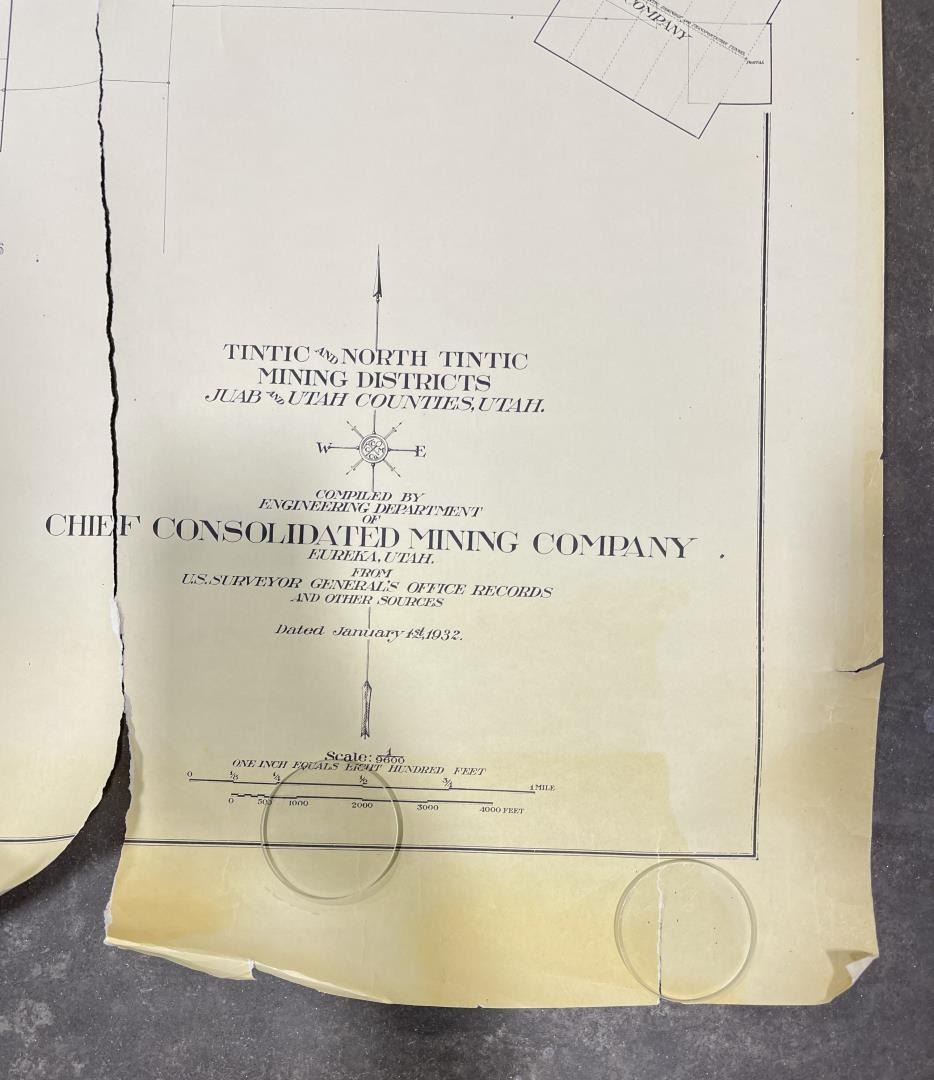 COMPANY
PORTAL
TINTIC AND NORTH TINTIC
MINING DISTRICTS
JUAB AND UTAH COUNTIES, UTAH.
W E
COMPILED BY
ENGINEERING DEPARTMENT
OF
CHIEF CONSOLIDATED MINING COMPANY
EUREKA, UTAH.
FROM
U.S. SURVEYOR GENERAL'S OFFICE RECORDS
AND OTHER SOURCES
Dated January 1st, 1932.
Scale: 1/9600
ONE INCH EQUALS EIGHT HUNDRED FEET
0 1/8 1/4 1/2 3/4 1 MILE
0 500 1000 2000 3000 4000 FEET